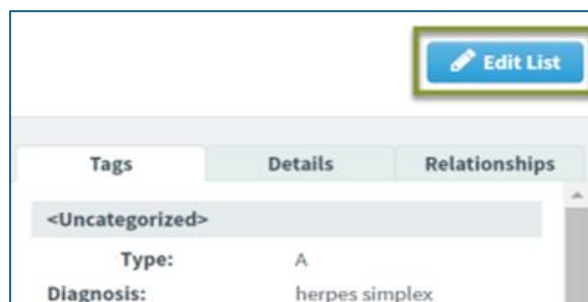 Edit List
Tags Details Relationships
<Uncategorized>
Type: A
Diagnosis: herpes simplex